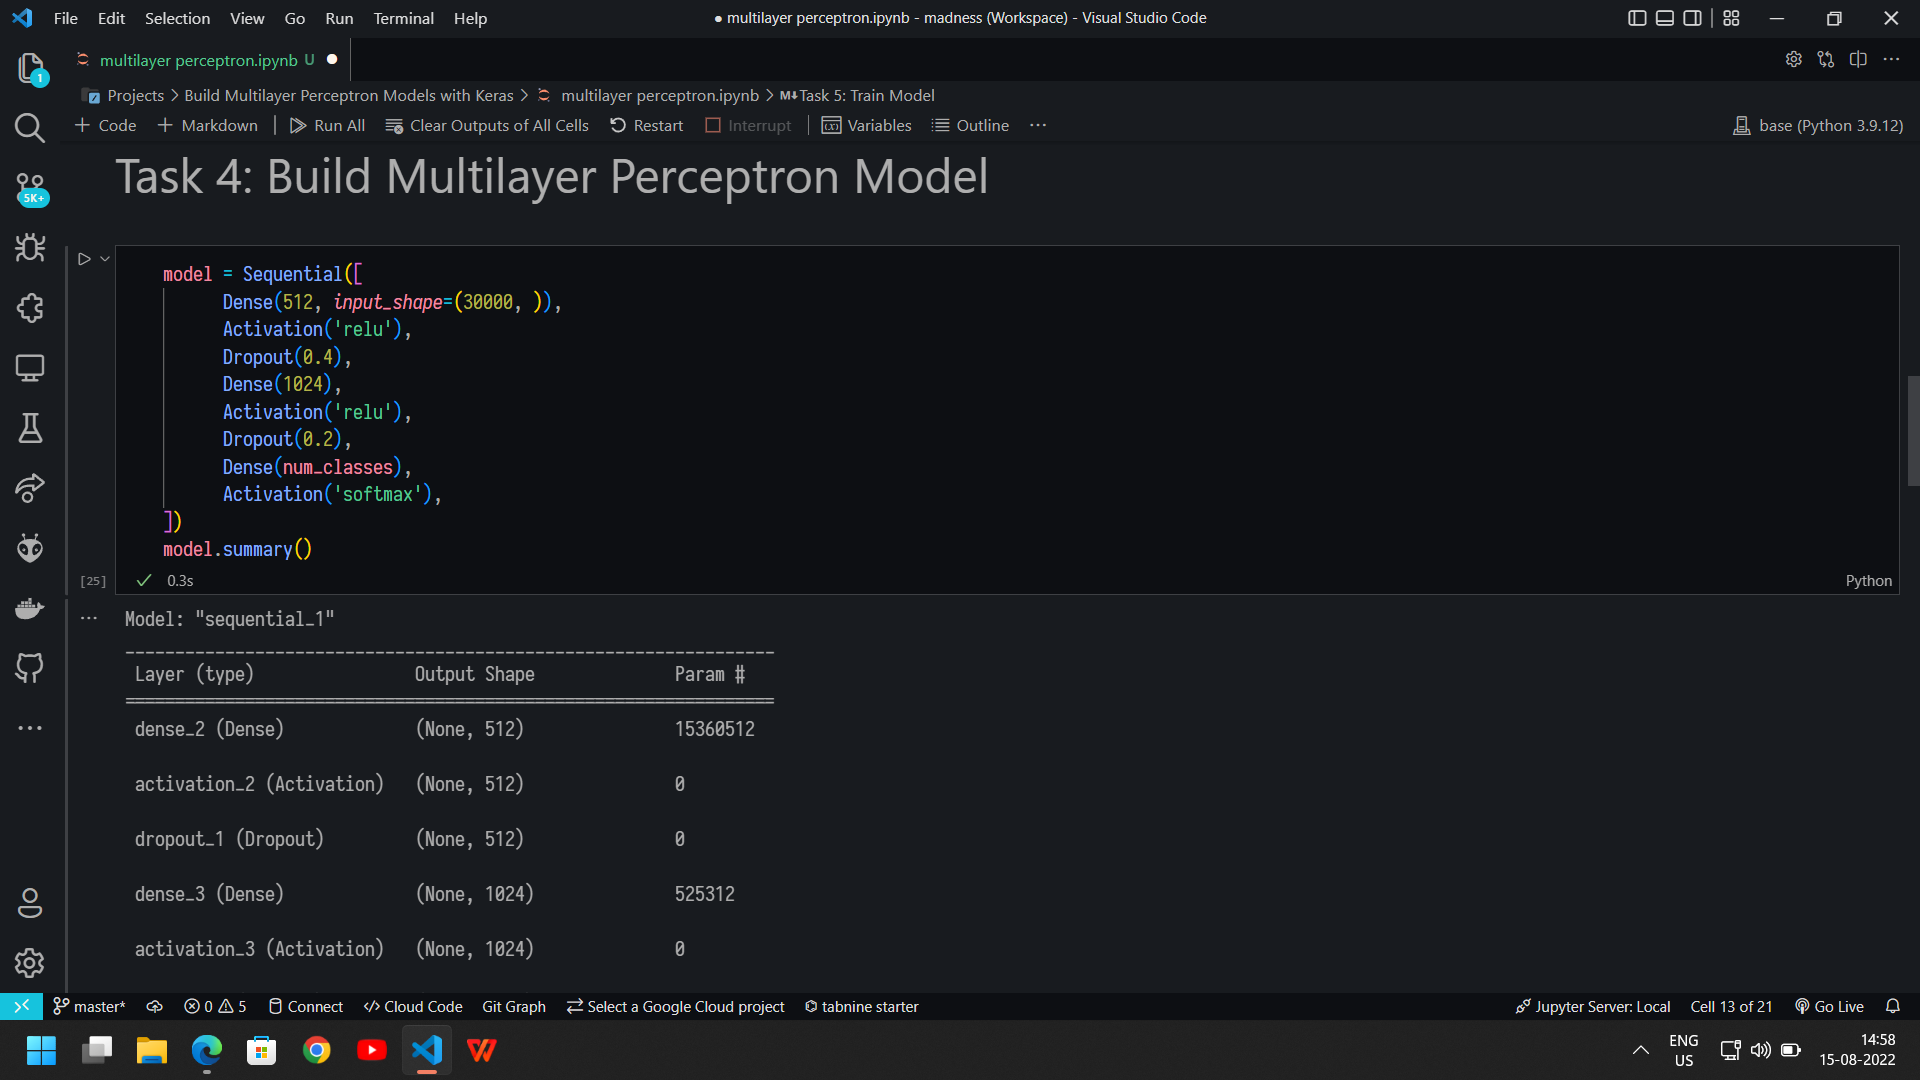 File Edit Selection View Go Run Terminal Help
● multilayer perceptron.ipynb - madness (Workspace) - Visual Studio Code
multilayer perceptron.ipynb U
Projects > Build Multilayer Perceptron Models with Keras > multilayer perceptron.ipynb > M↓Task 5: Train Model
+ Code + Markdown Run All Clear Outputs of All Cells Restart Interrupt Variables Outline ···
base (Python 3.9.12)
1
5K+
Task 4: Build Multilayer Perceptron Model
model = Sequential([
Dense(512, input_shape=(30000, )),
Activation('relu'),
Dropout(0.4),
Dense(1024),
Activation('relu'),
Dropout(0.2),
Dense(num_classes),
Activation('softmax'),
])
model.summary()
[25] 0.3s Python
Model: "sequential_1"
_________________________________________________________________
Layer (type) Output Shape Param #
=================================================================
dense_2 (Dense) (None, 512) 15360512
activation_2 (Activation) (None, 512) 0
dropout_1 (Dropout) (None, 512) 0
dense_3 (Dense) (None, 1024) 525312
activation_3 (Activation) (None, 1024) 0
master* 0 5 Connect Cloud Code Git Graph Select a Google Cloud project tabnine starter
Jupyter Server: Local Cell 13 of 21 Go Live
ENG
US
14:58
15-08-2022